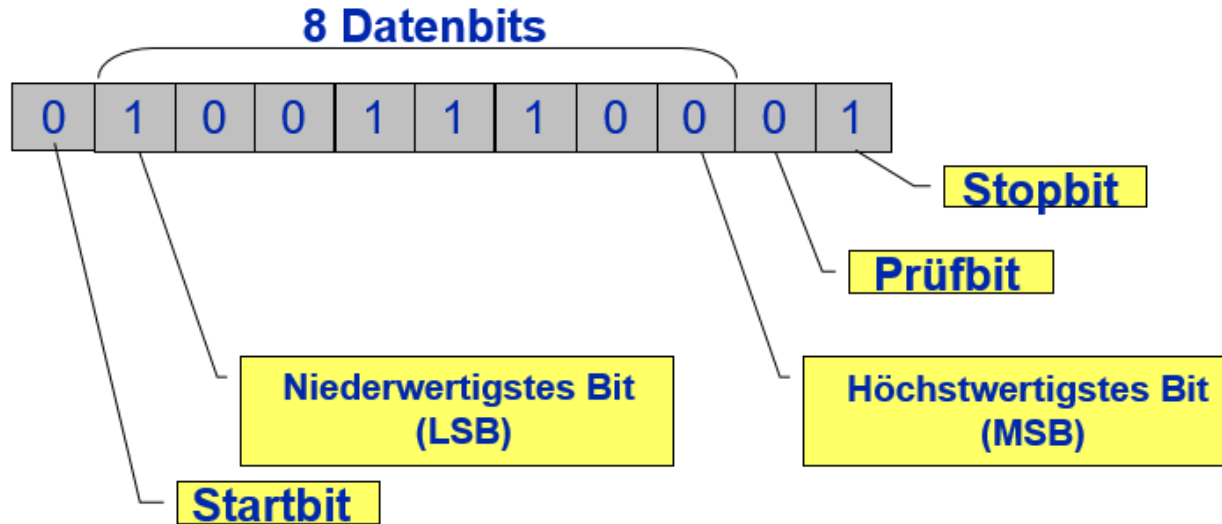 8 Datenbits
0 1 0 0 1 1 1 0 0 0 1
Stopbit
Prüfbit
Niederwertigstes Bit
(LSB)
Höchstwertigstes Bit
(MSB)
Startbit